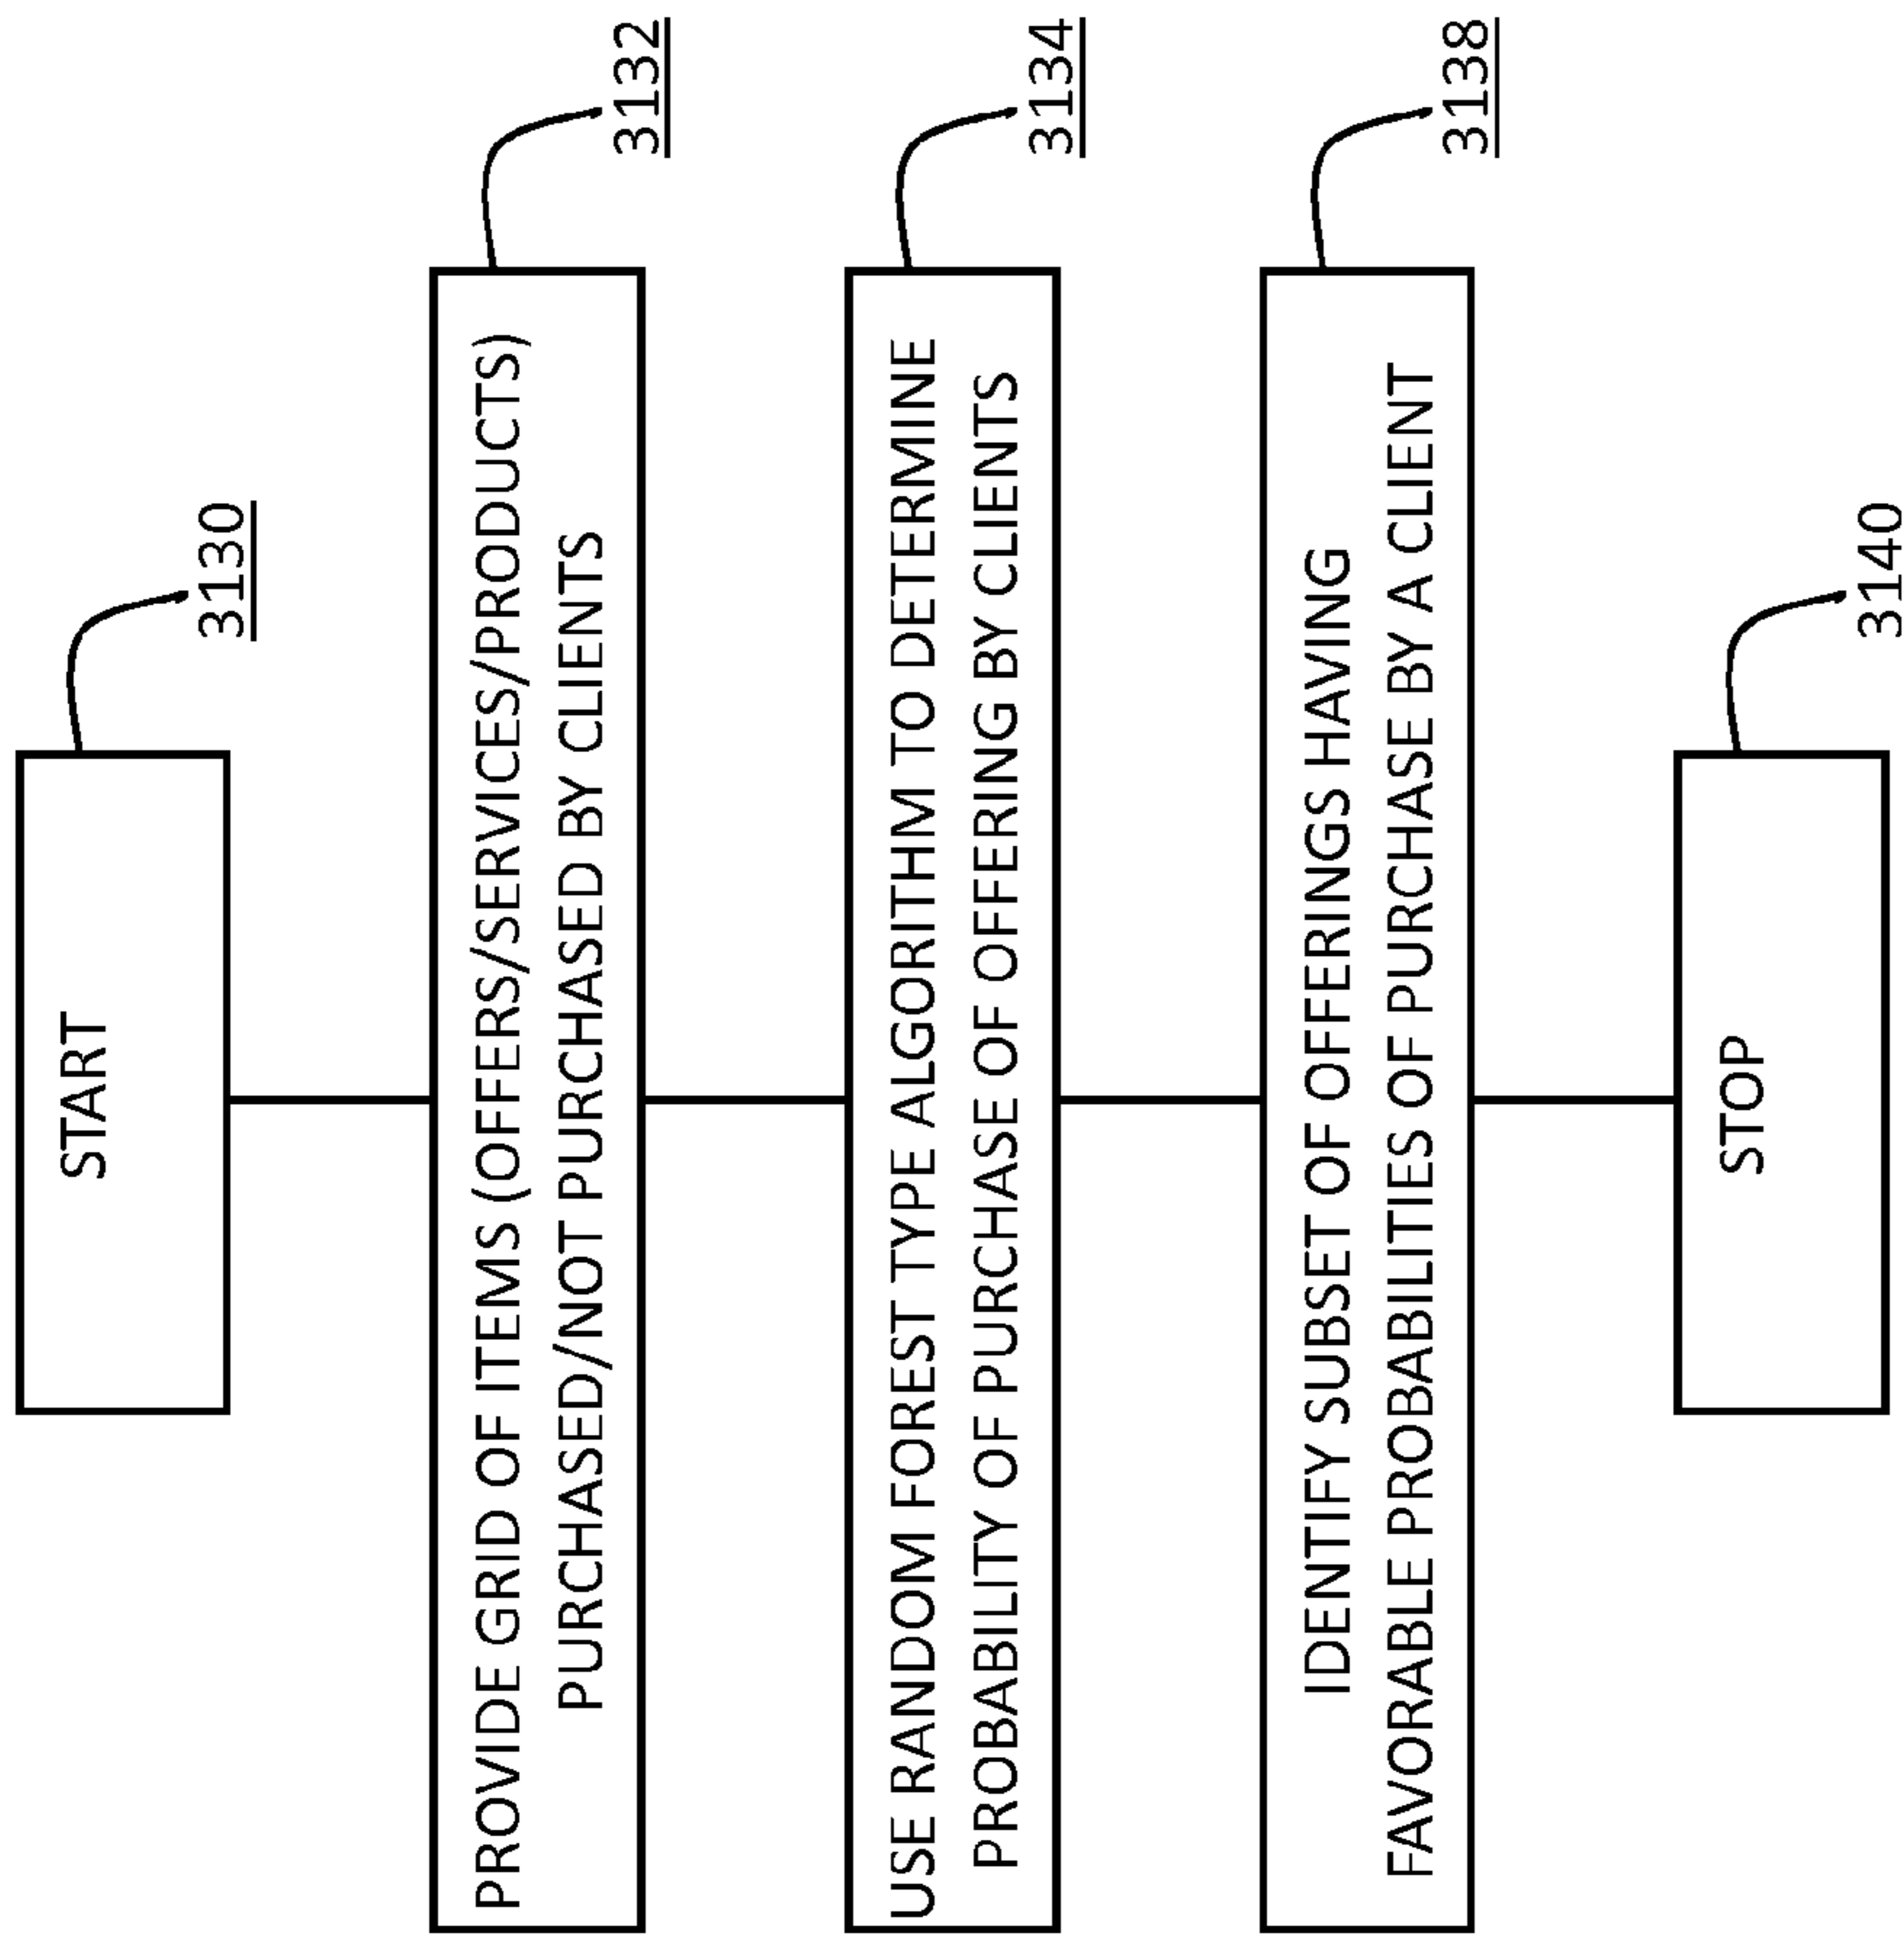 START
3130
PROVIDE GRID OF ITEMS (OFFERS/SERVICES/PRODUCTS)
PURCHASED/NOT PURCHASED BY CLIENTS
3132
USE RANDOM FOREST TYPE ALGORITHM TO DETERMINE
PROBABILITY OF PURCHASE OF OFFERING BY CLIENTS
3134
IDENTIFY SUBSET OF OFFERINGS HAVING
FAVORABLE PROBABILITIES OF PURCHASE BY A CLIENT
3138
STOP
3140